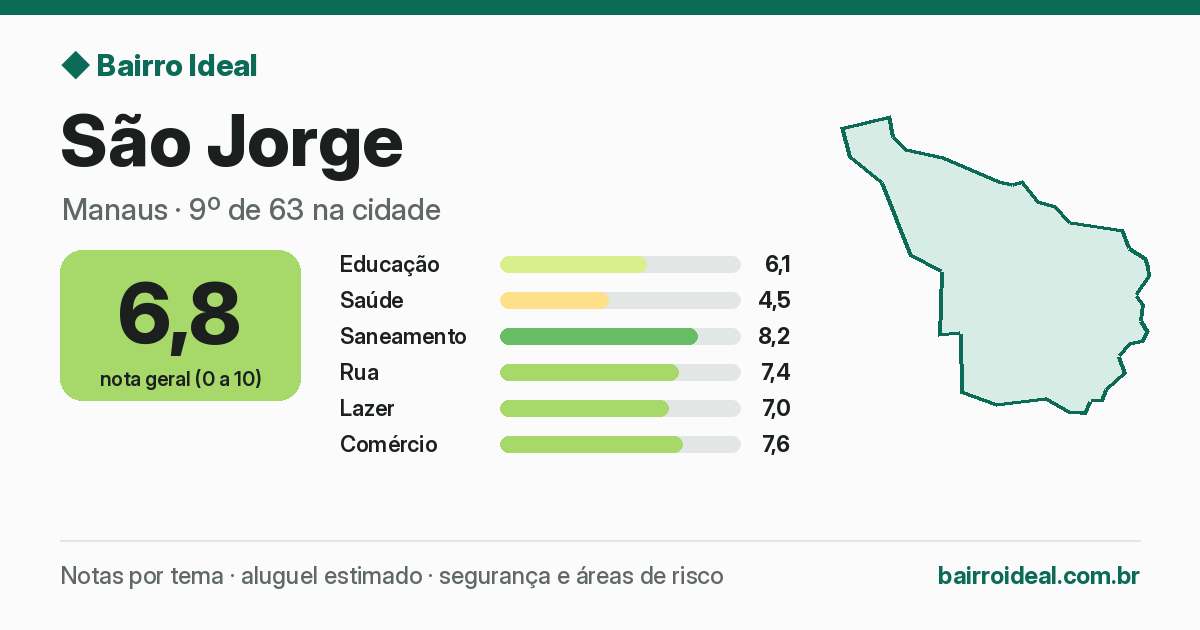 Bairro Ideal
São Jorge
Manaus · 9º de 63 na cidade
6,8
nota geral (0 a 10)
Educação 6,1
Saúde 4,5
Saneamento 8,2
Rua 7,4
Lazer 7,0
Comércio 7,6
Notas por tema · aluguel estimado · segurança e áreas de risco
bairroideal.com.br